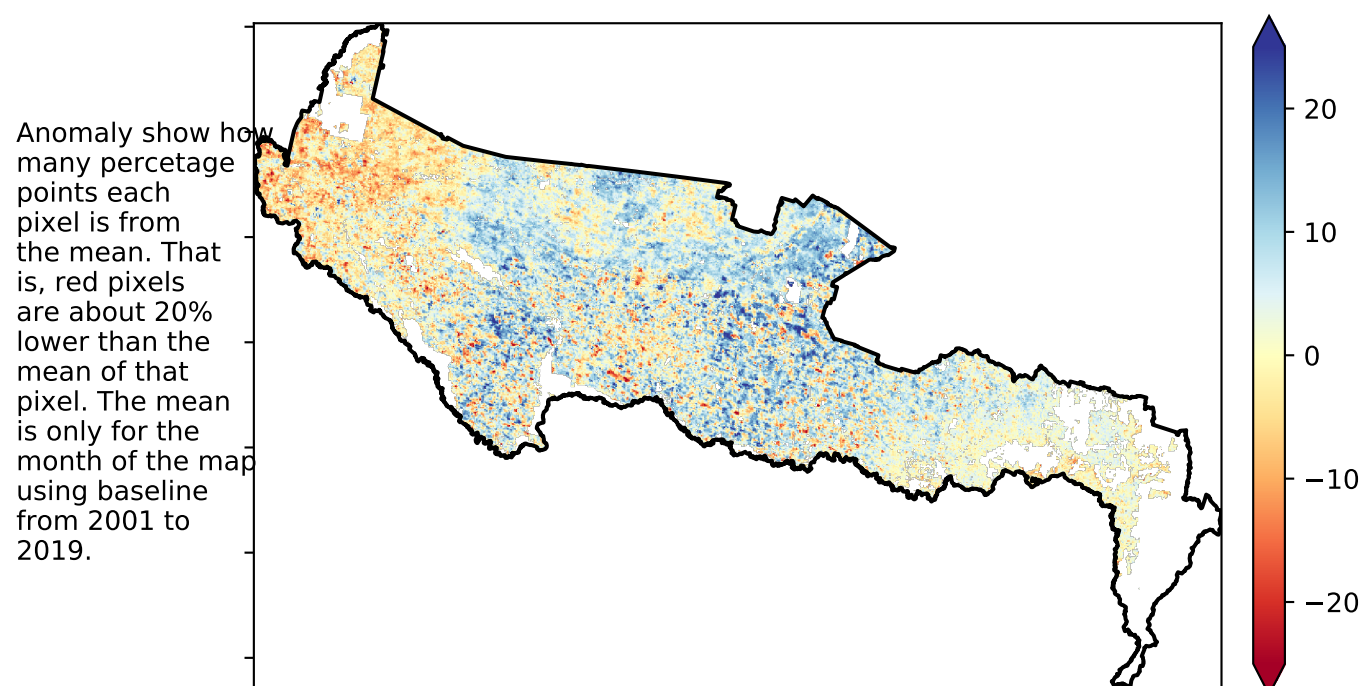 Anomaly show how
many percetage
points each
pixel is from
the mean. That
is, red pixels
are about 20%
lower than the
mean of that
pixel. The mean
is only for the
month of the map
using baseline
from 2001 to
2019.
20
10
0
−10
−20